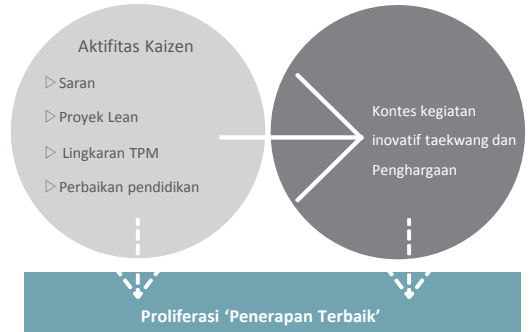 Aktifitas Kaizen
▷ Saran
▷ Proyek Lean
▷ Lingkaran TPM
▷ Perbaikan pendidikan
Kontes kegiatan
inovatif taekwang dan
Penghargaan
Proliferasi ‘Penerapan Terbaik’